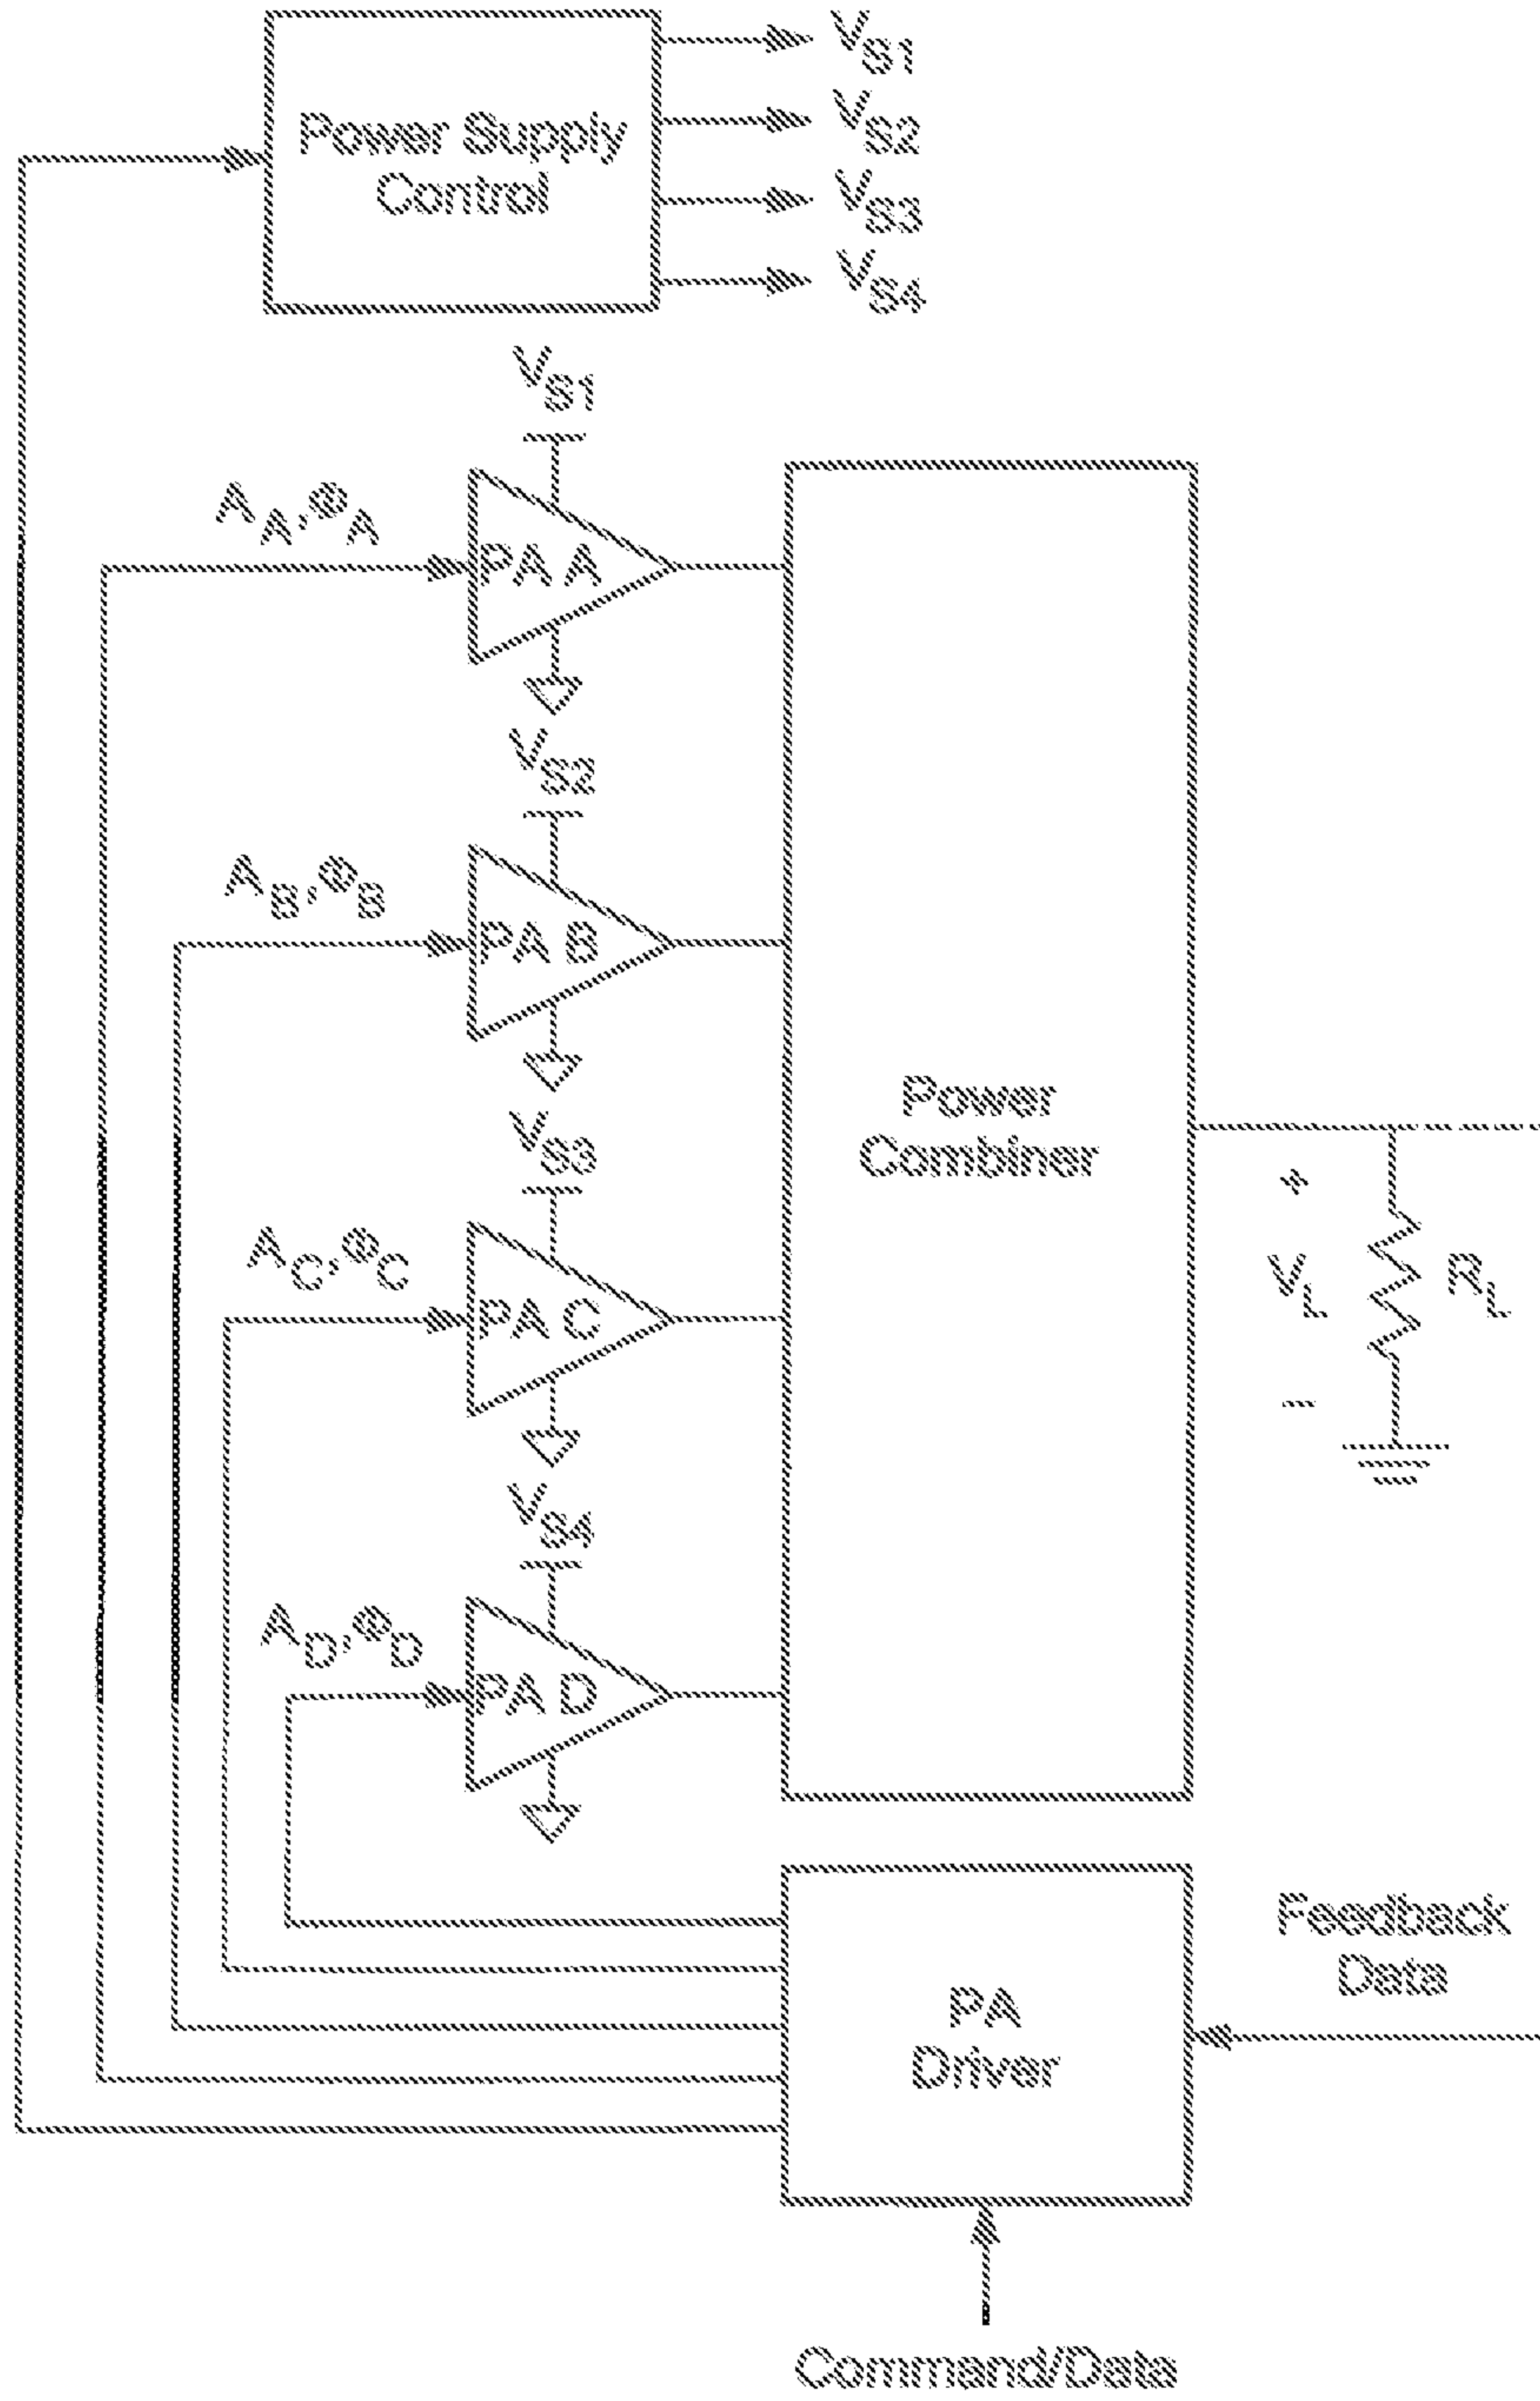 V_S1
Power Supply
Control
V_S2
V_S3
V_S4
V_S1
A_A,Φ_A
PA A
V_S2
A_B,Φ_B
PA B
V_S3
A_C,Φ_C
PA C
Power
Combiner
+
V_L
R_L
–
V_S4
A_D,Φ_D
PA D
Feedback
Data
PA
Driver
Command/Data